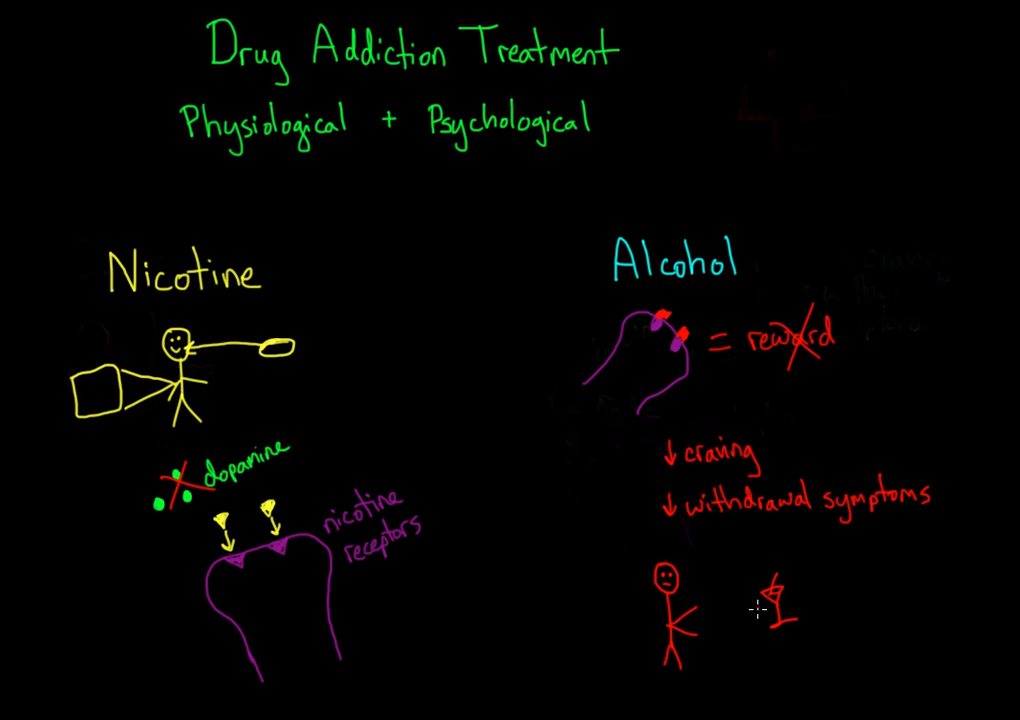 Drug Addiction Treatment
Physiological + Psychological
Nicotine
dopamine
nicotine
receptors
Alcohol
= reward
↓ craving
↓ withdrawal symptoms